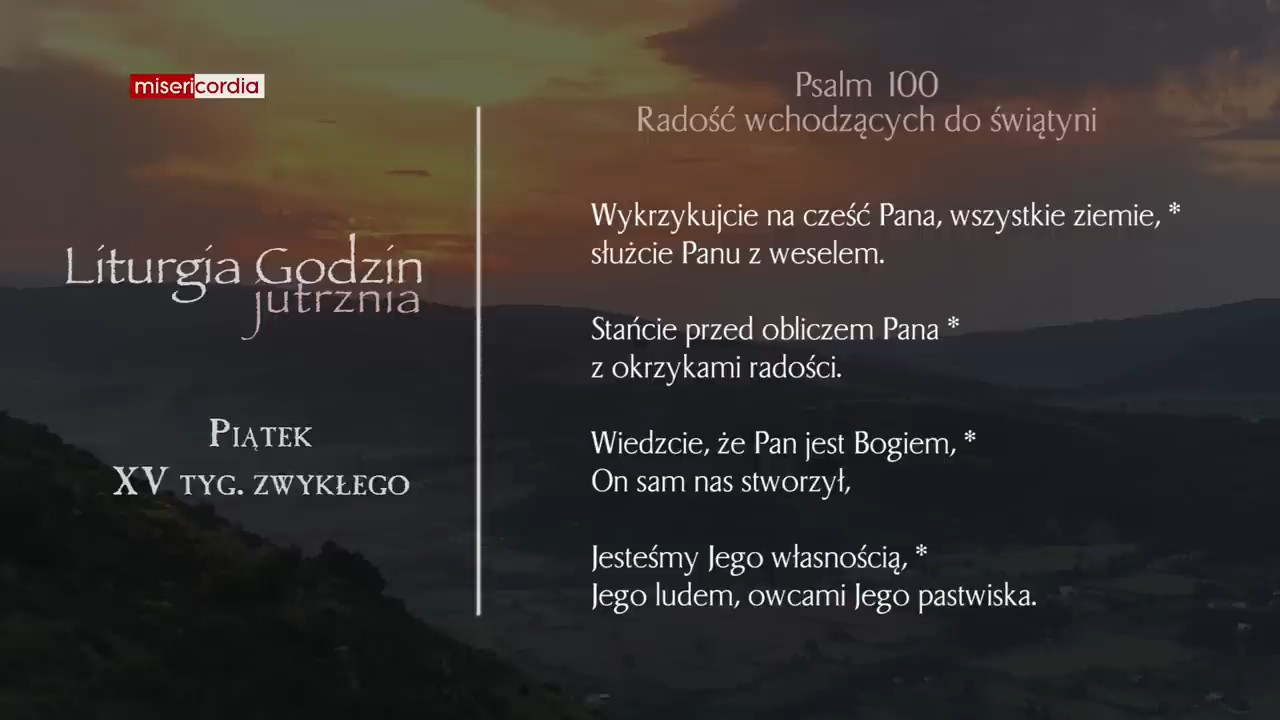 misericordia
Liturgia Godzin
jutrznia
Piątek
XV tyg. zwykłego
Psalm 100
Radość wchodzących do świątyni
Wykrzykujcie na cześć Pana, wszystkie ziemie, *
służcie Panu z weselem.
Stańcie przed obliczem Pana *
z okrzykami radości.
Wiedzcie, że Pan jest Bogiem, *
On sam nas stworzył,
Jesteśmy Jego własnością, *
Jego ludem, owcami Jego pastwiska.